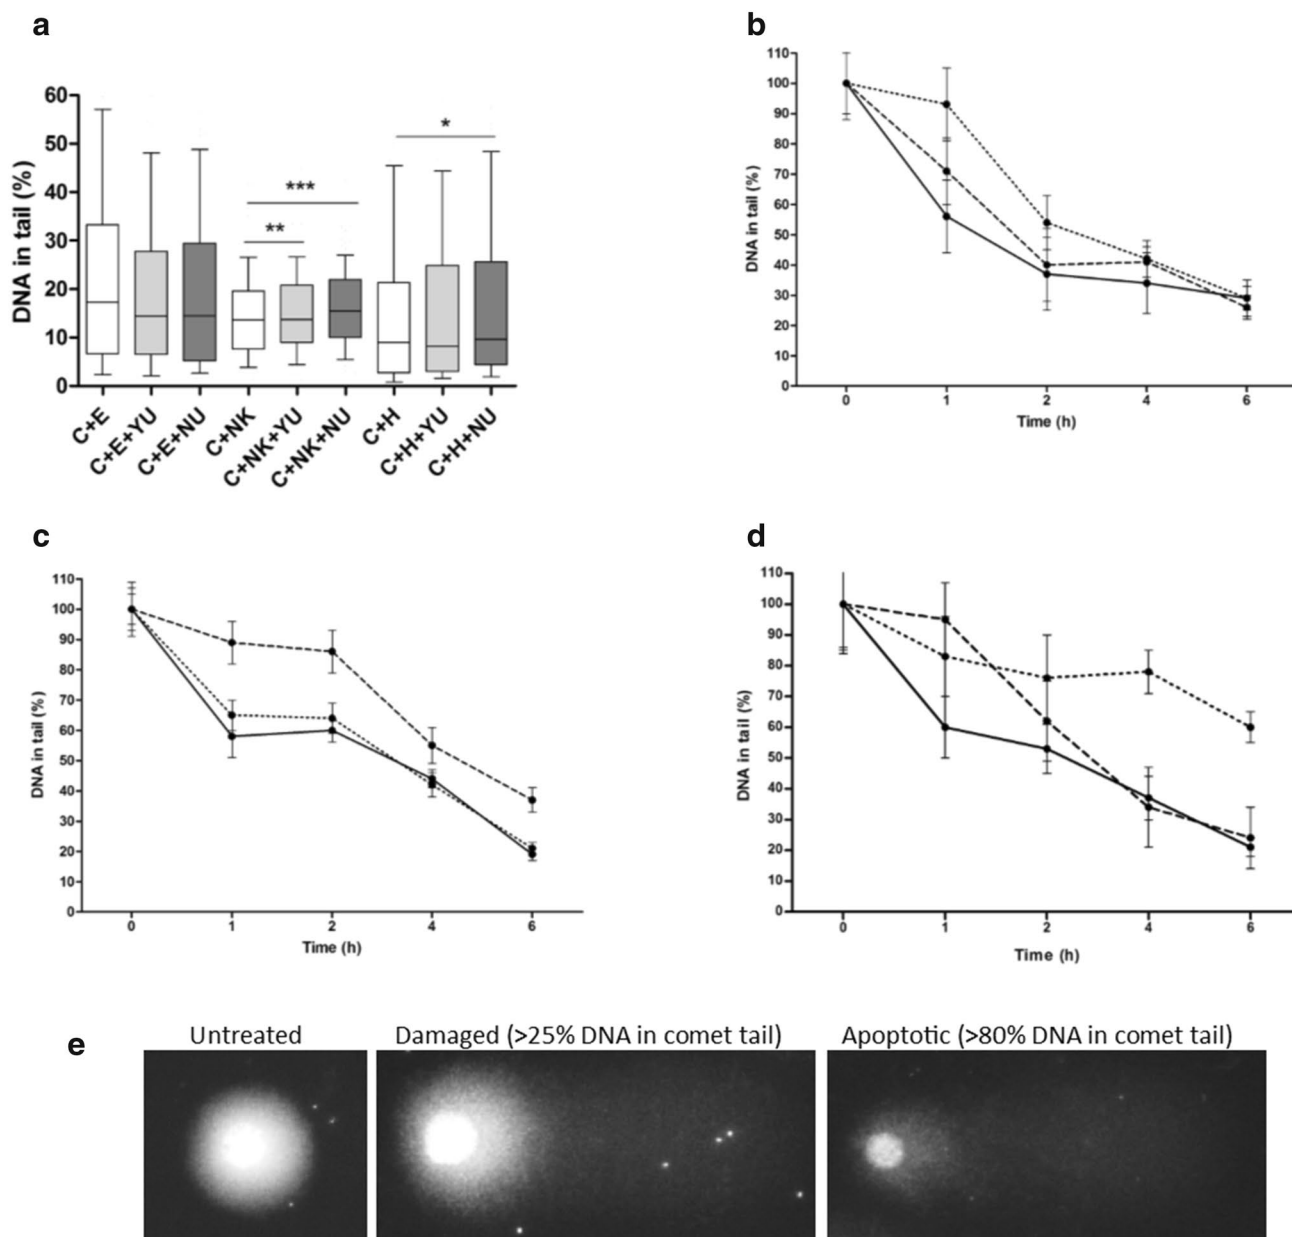 a
DNA in tail (%)
60
50
40
30
20
10
0
**
***
*
C+E
C+E+YU
C+E+NU
C+NK
C+NK+YU
C+NK+NU
C+H
C+H+YU
C+H+NU
b
DNA in tail (%)
110
100
90
80
70
60
50
40
30
20
10
0
0 1 2 4 6
Time (h)
c
DNA in tail (%)
110
100
90
80
70
60
50
40
30
20
10
0
0 1 2 4 6
Time (h)
d
DNA in tail (%)
110
100
90
80
70
60
50
40
30
20
10
0
0 1 2 4 6
Time (h)
e
Untreated
Damaged (>25% DNA in comet tail)
Apoptotic (>80% DNA in comet tail)